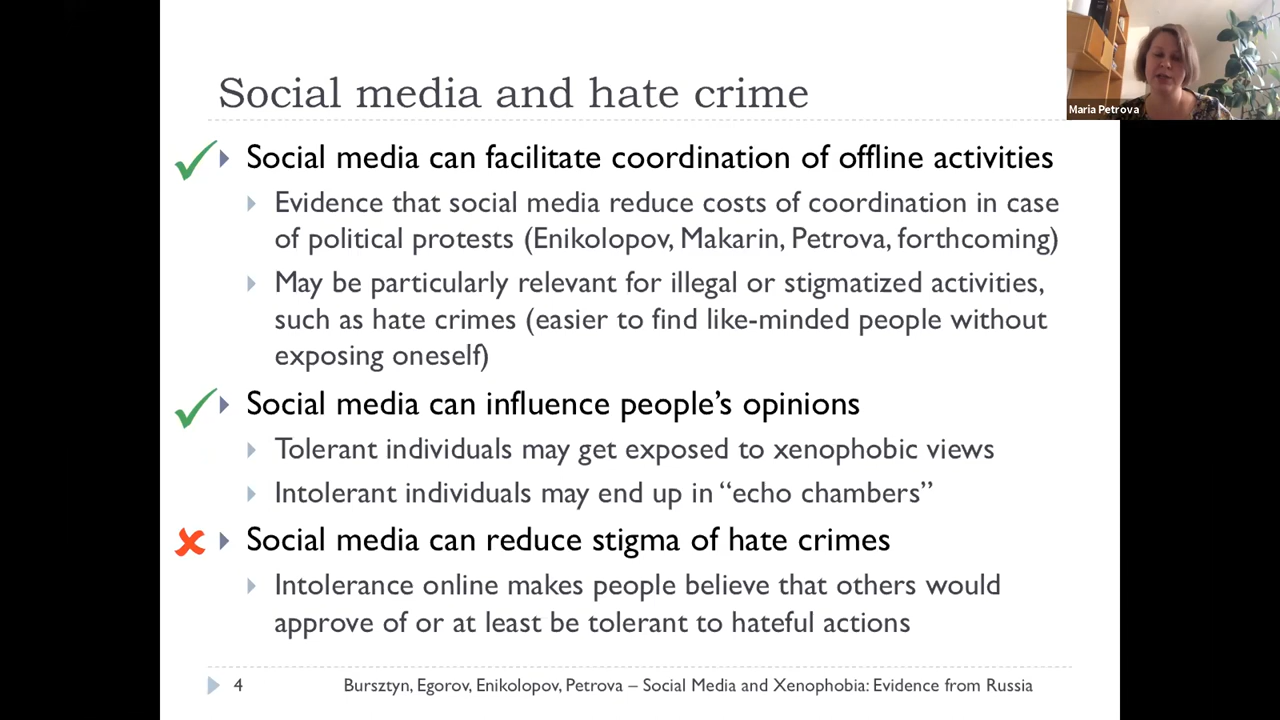 Social media and hate crime
Maria Petrova
Social media can facilitate coordination of offline activities
Evidence that social media reduce costs of coordination in case
of political protests (Enikolopov, Makarin, Petrova, forthcoming)
May be particularly relevant for illegal or stigmatized activities,
such as hate crimes (easier to find like-minded people without
exposing oneself)
Social media can influence people’s opinions
Tolerant individuals may get exposed to xenophobic views
Intolerant individuals may end up in “echo chambers”
Social media can reduce stigma of hate crimes
Intolerance online makes people believe that others would
approve of or at least be tolerant to hateful actions
4
Bursztyn, Egorov, Enikolopov, Petrova – Social Media and Xenophobia: Evidence from Russia